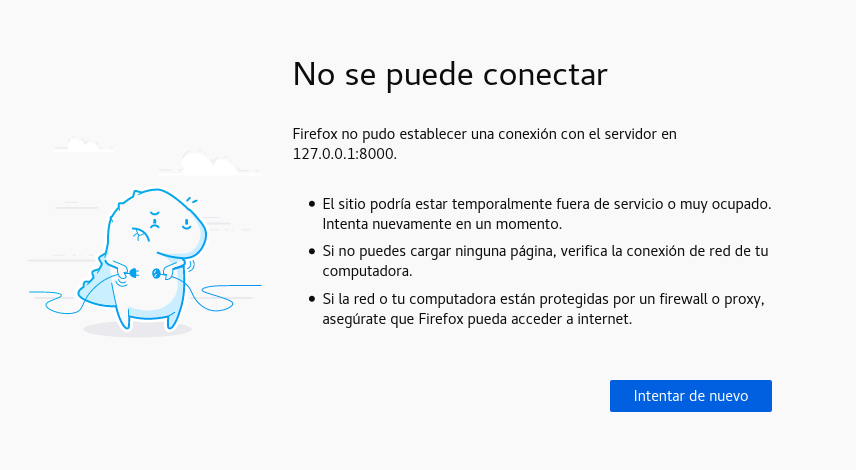 No se puede conectar
Firefox no pudo establecer una conexión con el servidor en
127.0.0.1:8000.
• El sitio podría estar temporalmente fuera de servicio o muy ocupado.
Intenta nuevamente en un momento.
• Si no puedes cargar ninguna página, verifica la conexión de red de tu
computadora.
• Si la red o tu computadora están protegidas por un firewall o proxy,
asegúrate que Firefox pueda acceder a internet.
Intentar de nuevo